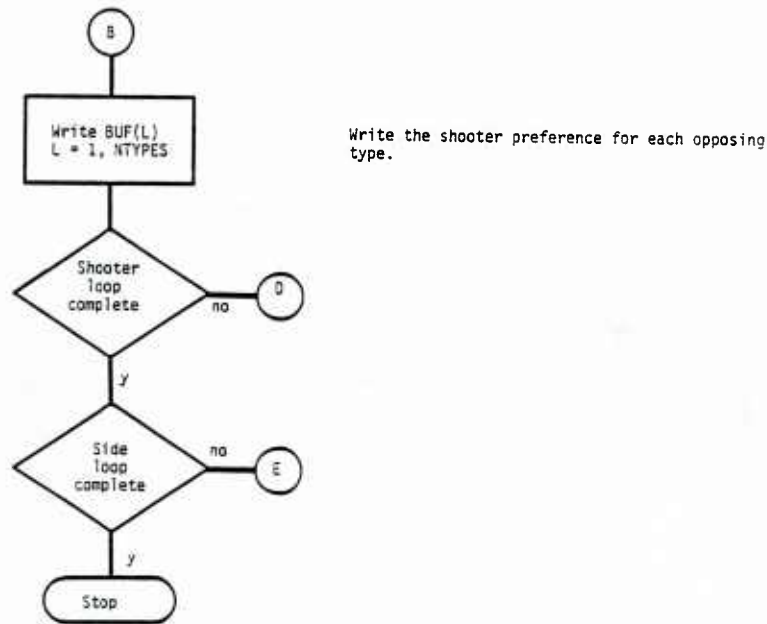 B
Write BUF(L)
L = 1, NTYPES
Write the shooter preference for each opposing
type.
Shooter
loop
complete
no
D
y
Side
loop
complete
no
E
y
Stop